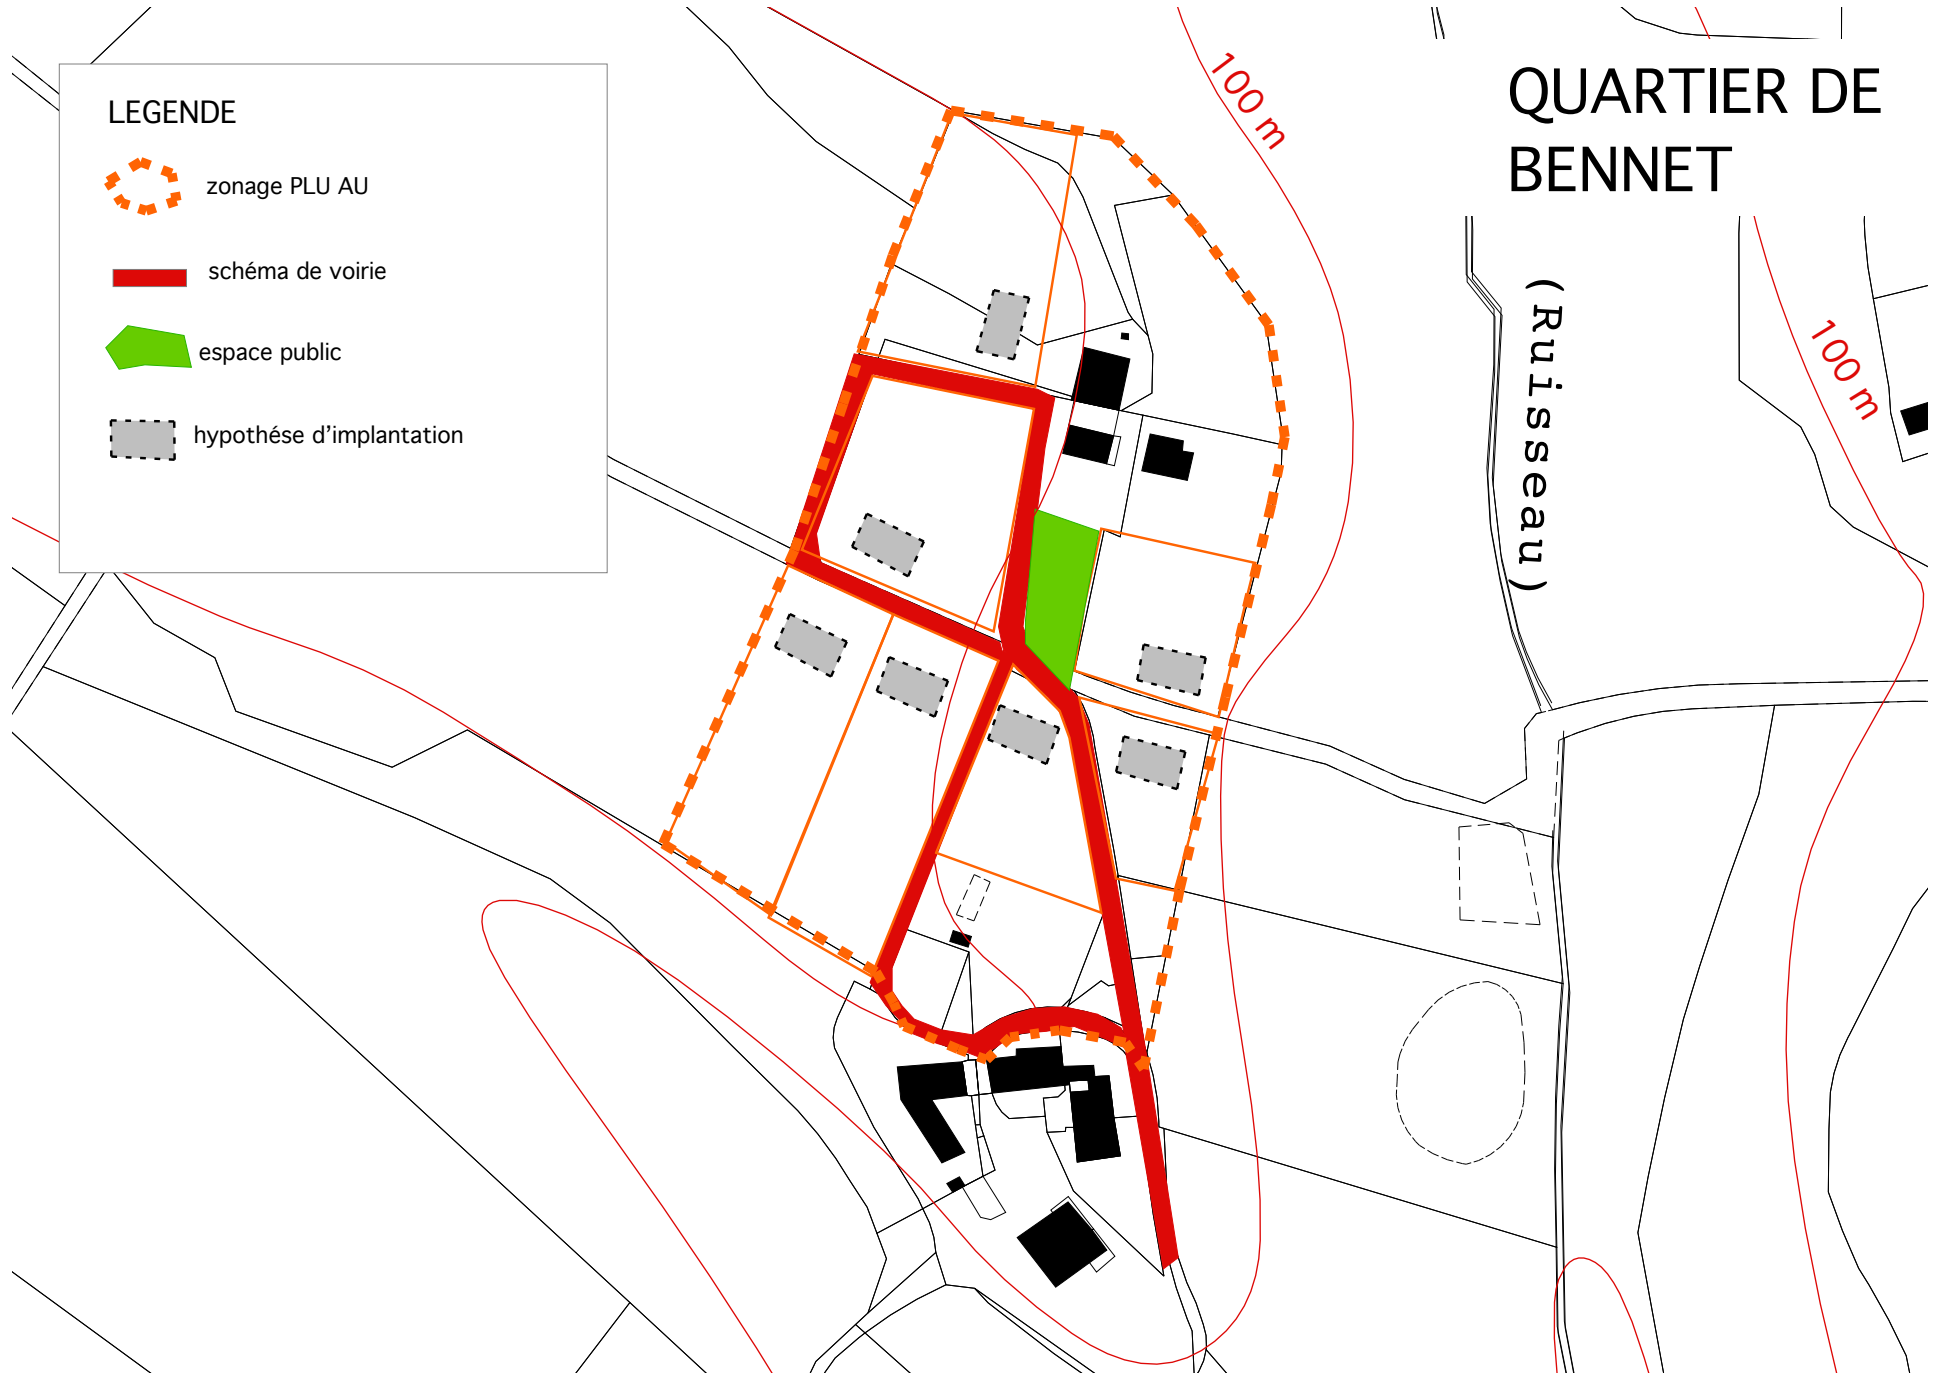 LEGENDE
zonage PLU AU
schéma de voirie
espace public
hypothése d'implantation
100 m
QUARTIER DE
BENNET
(Ruisseau)
100 m